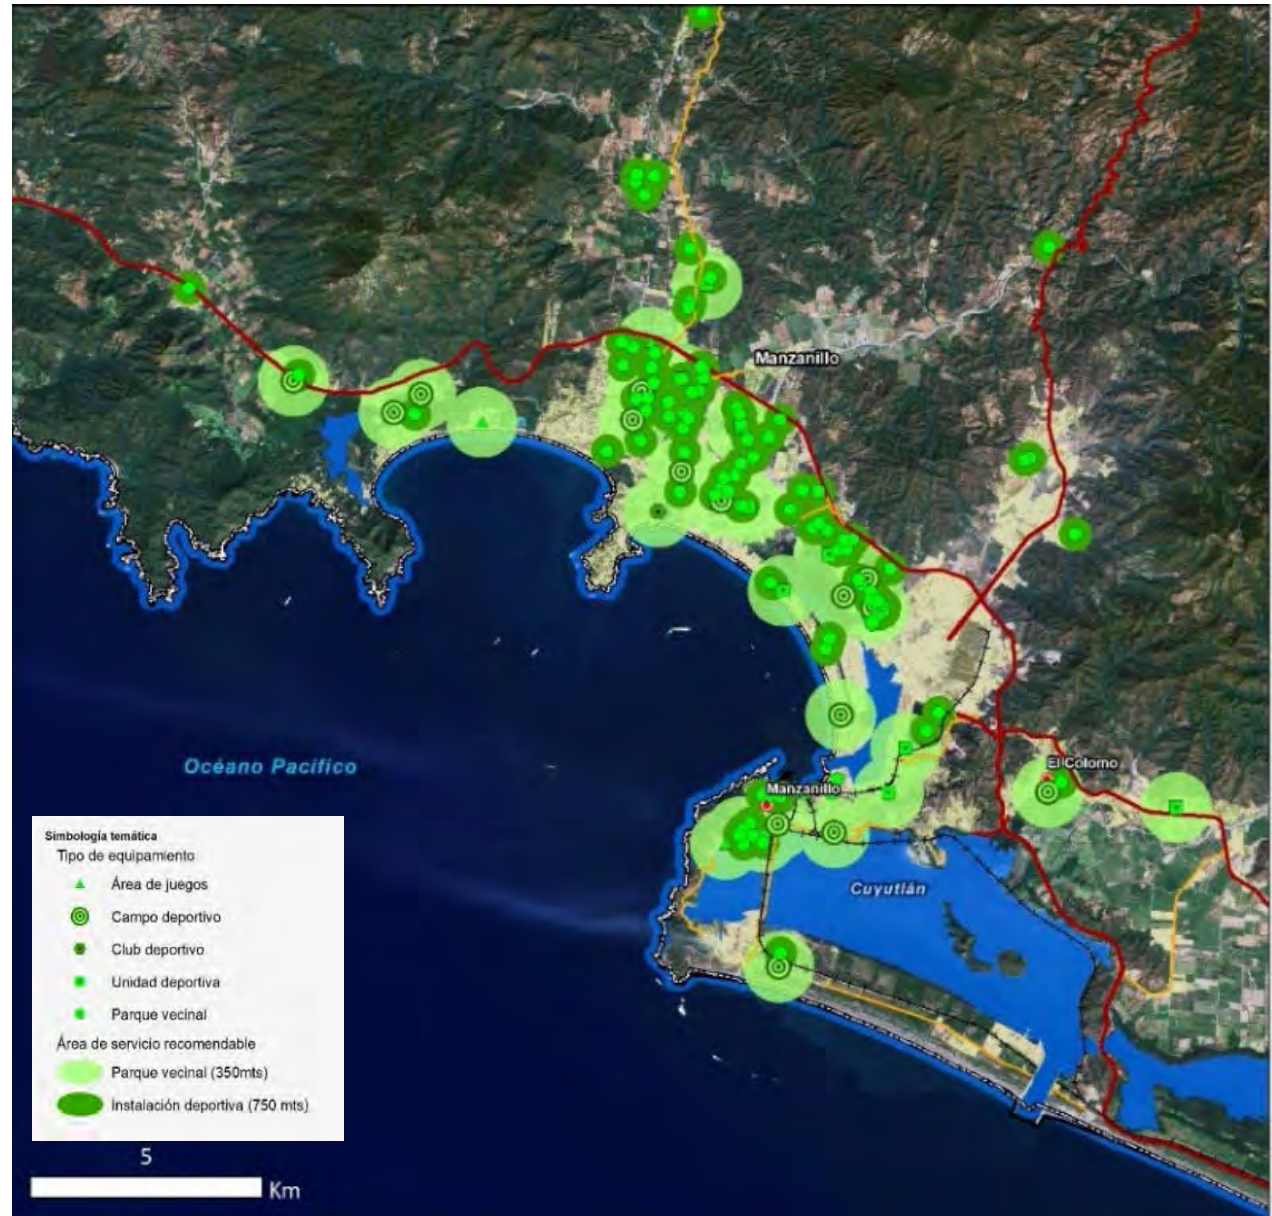 Manzanillo
Océano Pacífico
El Colomo
Manzanillo
Cuyutlán
Simbología temática
Tipo de equipamiento
Área de juegos
Campo deportivo
Club deportivo
Unidad deportiva
Parque vecinal
Área de servicio recomendable
Parque vecinal (350mts)
Instalación deportiva (750 mts)
5
Km